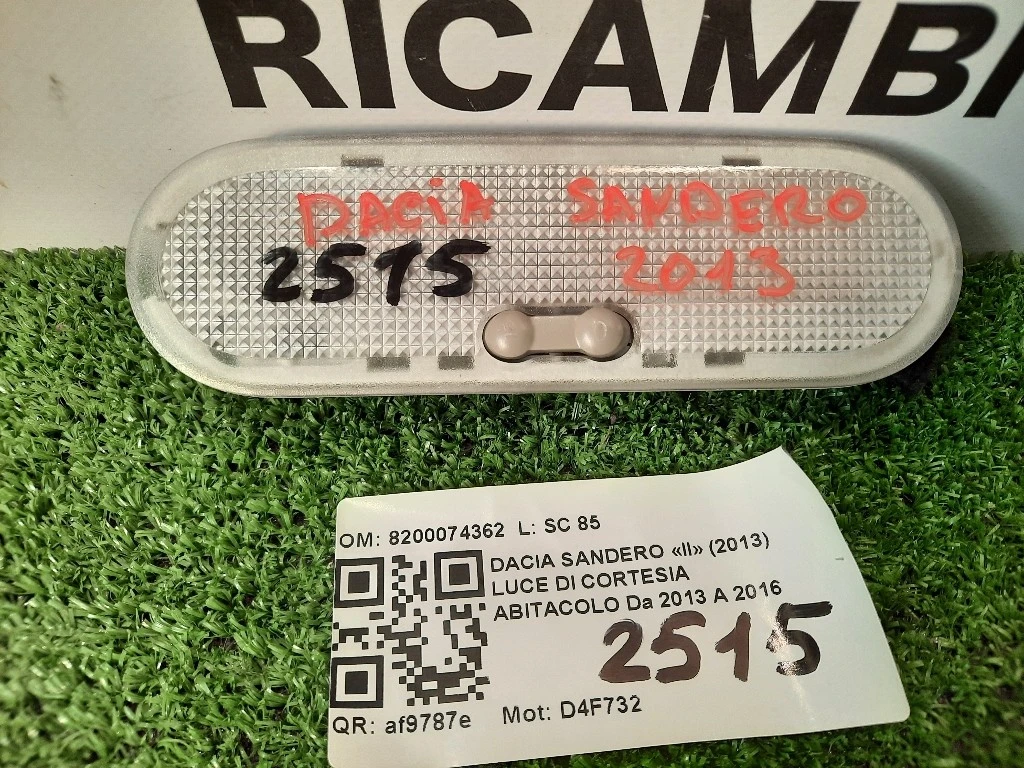 RICAMBI
DACiA SANDERO
2515 2013
OM: 8200074362 L: SC 85
DACIA SANDERO «II» (2013)
LUCE DI CORTESIA
ABITACOLO Da 2013 A 2016
2515
QR: af9787e Mot: D4F732